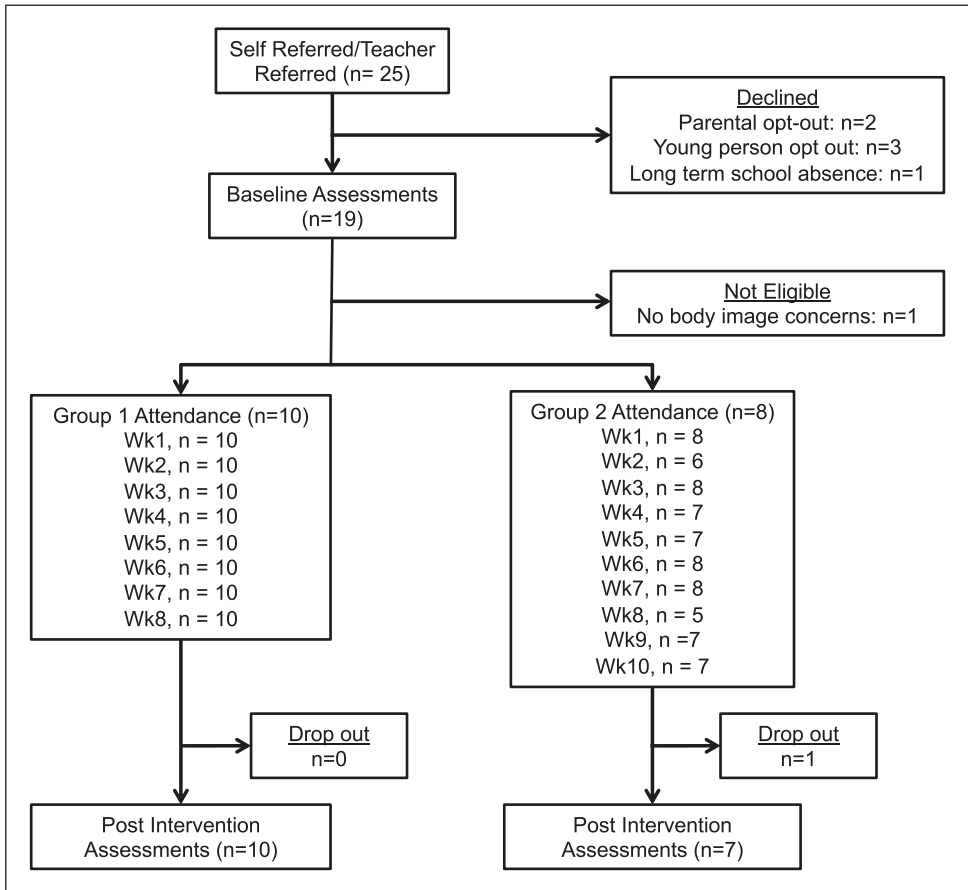 Self Referred/Teacher
Referred (n= 25)
Declined
Parental opt-out: n=2
Young person opt out: n=3
Long term school absence: n=1
Baseline Assessments
(n=19)
Not Eligible
No body image concerns: n=1
Group 1 Attendance (n=10)
Wk1, n = 10
Wk2, n = 10
Wk3, n = 10
Wk4, n = 10
Wk5, n = 10
Wk6, n = 10
Wk7, n = 10
Wk8, n = 10
Group 2 Attendance (n=8)
Wk1, n = 8
Wk2, n = 6
Wk3, n = 8
Wk4, n = 7
Wk5, n = 7
Wk6, n = 8
Wk7, n = 8
Wk8, n = 5
Wk9, n =7
Wk10, n = 7
Drop out
n=0
Drop out
n=1
Post Intervention
Assessments (n=10)
Post Intervention
Assessments (n=7)